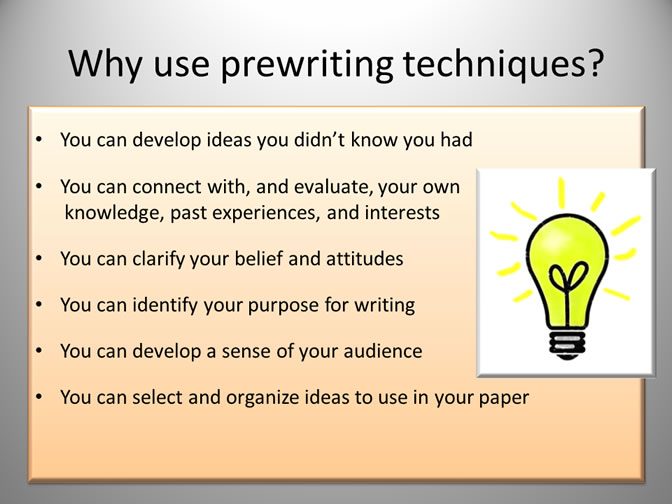 Why use prewriting techniques?
• You can develop ideas you didn’t know you had
• You can connect with, and evaluate, your own
knowledge, past experiences, and interests
• You can clarify your belief and attitudes
• You can identify your purpose for writing
• You can develop a sense of your audience
• You can select and organize ideas to use in your paper